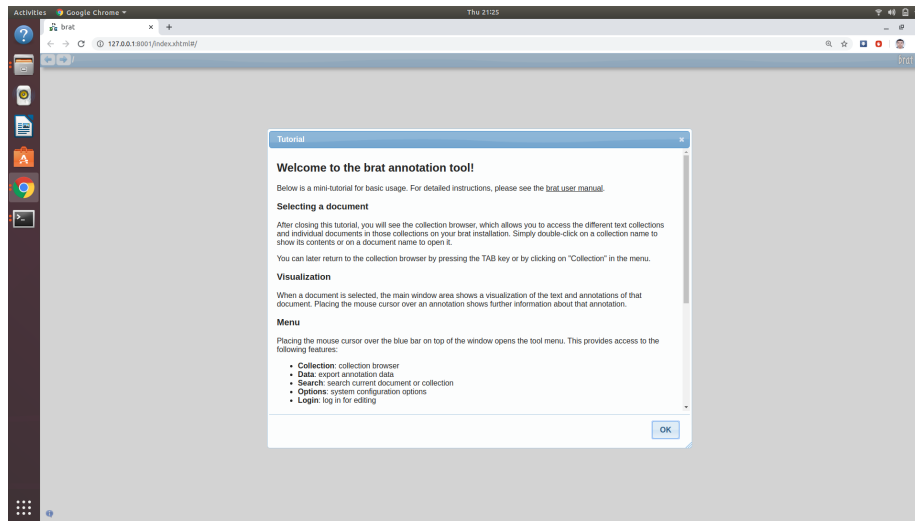 Activities Google Chrome Thu 21:25
brat
127.0.0.1:8001/index.xhtml#/
/ brat
Tutorial
Welcome to the brat annotation tool!
Below is a mini-tutorial for basic usage. For detailed instructions, please see the brat user manual.
Selecting a document
After closing this tutorial, you will see the collection browser, which allows you to access the different text collections
and individual documents in those collections on your brat installation. Simply double-click on a collection name to
show its contents or on a document name to open it.
You can later return to the collection browser by pressing the TAB key or by clicking on "Collection" in the menu.
Visualization
When a document is selected, the main window area shows a visualization of the text and annotations of that
document. Placing the mouse cursor over an annotation shows further information about that annotation.
Menu
Placing the mouse cursor over the blue bar on top of the window opens the tool menu. This provides access to the
following features:
• Collection: collection browser
• Data: export annotation data
• Search: search current document or collection
• Options: system configuration options
• Login: log in for editing
OK